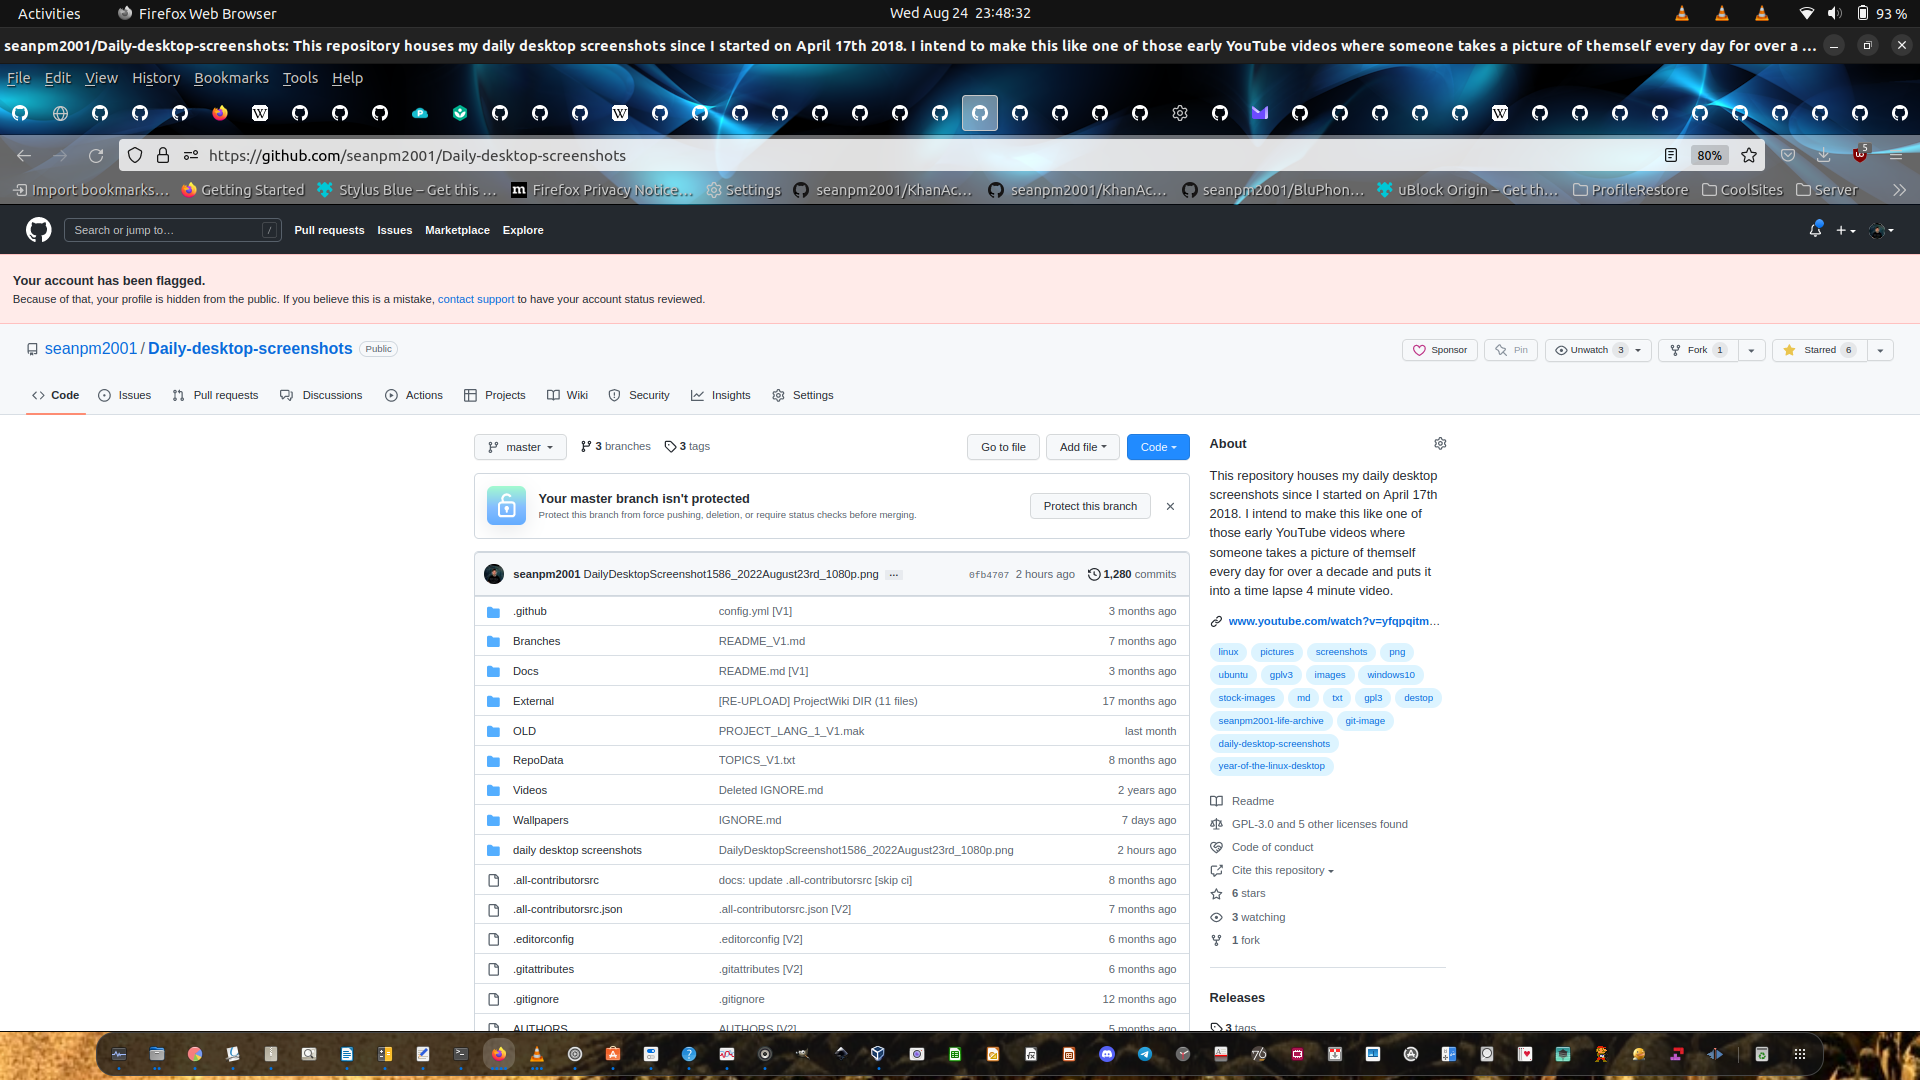 Activities
Firefox Web Browser
Wed Aug 24 23:48:32
93 %
seanpm2001/Daily-desktop-screenshots: This repository houses my daily desktop screenshots since I started on April 17th 2018. I intend to make this like one of those early YouTube videos where someone takes a picture of themself every day for over a ...
File Edit View History Bookmarks Tools Help
https://github.com/seanpm2001/Daily-desktop-screenshots
80%
5
Import bookmarks...
Getting Started
Stylus Blue – Get this ...
Firefox Privacy Notice...
Settings
seanpm2001/KhanAc...
seanpm2001/KhanAc...
seanpm2001/BluPhon...
uBlock Origin – Get th...
ProfileRestore
CoolSites
Server
Search or jump to...
/
Pull requests
Issues
Marketplace
Explore
Your account has been flagged.
Because of that, your profile is hidden from the public. If you believe this is a mistake, contact support to have your account status reviewed.
seanpm2001 / Daily-desktop-screenshots
Public
Sponsor
Pin
Unwatch 3
Fork 1
Starred 6
Code
Issues
Pull requests
Discussions
Actions
Projects
Wiki
Security
Insights
Settings
master
3 branches
3 tags
Go to file
Add file
Code
Your master branch isn't protected
Protect this branch from force pushing, deletion, or require status checks before merging.
Protect this branch
seanpm2001 DailyDesktopScreenshot1586_2022August23rd_1080p.png ...
0fb4707 2 hours ago
1,280 commits
.github config.yml [V1] 3 months ago
Branches README_V1.md 7 months ago
Docs README.md [V1] 3 months ago
External [RE-UPLOAD] ProjectWiki DIR (11 files) 17 months ago
OLD PROJECT_LANG_1_V1.mak last month
RepoData TOPICS_V1.txt 8 months ago
Videos Deleted IGNORE.md 2 years ago
Wallpapers IGNORE.md 7 days ago
daily desktop screenshots DailyDesktopScreenshot1586_2022August23rd_1080p.png 2 hours ago
.all-contributorsrc docs: update .all-contributorsrc [skip ci] 8 months ago
.all-contributorsrc.json .all-contributorsrc.json [V2] 7 months ago
.editorconfig .editorconfig [V2] 6 months ago
.gitattributes .gitattributes [V2] 6 months ago
.gitignore .gitignore 12 months ago
AUTHORS AUTHORS [V2] 5 months ago
About
This repository houses my daily desktop
screenshots since I started on April 17th
2018. I intend to make this like one of
those early YouTube videos where
someone takes a picture of themself
every day for over a decade and puts it
into a time lapse 4 minute video.
www.youtube.com/watch?v=yfqpqitm...
linux pictures screenshots png
ubuntu gplv3 images windows10
stock-images md txt gpl3 destop
seanpm2001-life-archive git-image
daily-desktop-screenshots
year-of-the-linux-desktop
Readme
GPL-3.0 and 5 other licenses found
Code of conduct
Cite this repository
6 stars
3 watching
1 fork
Releases
3 tags